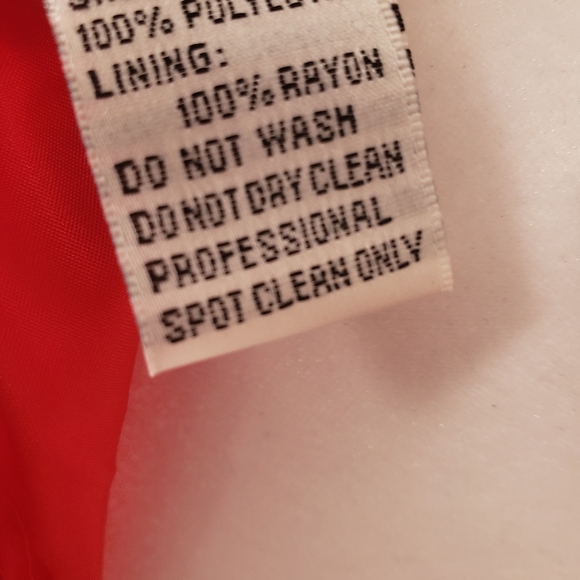 100% POLYESTER
LINING:
100% RAYON
DO NOT WASH
DO NOT DRY CLEAN
PROFESSIONAL
SPOT CLEAN ONLY